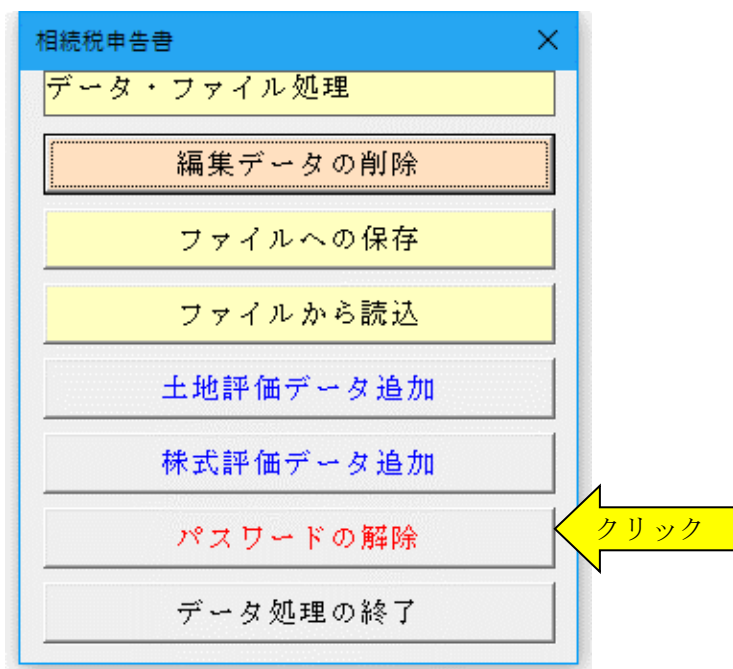 相続税申告書
データ・ファイル処理
編集データの削除
ファイルへの保存
ファイルから読込
土地評価データ追加
株式評価データ追加
パスワードの解除
クリック
データ処理の終了